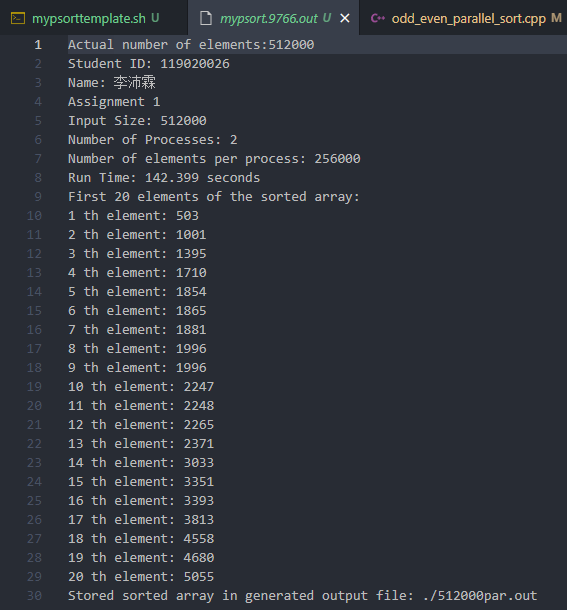 mypsorttemplate.sh U mypsort.9766.out U odd_even_parallel_sort.cpp M
1 Actual number of elements:512000
2 Student ID: 119020026
3 Name: 李沛霖
4 Assignment 1
5 Input Size: 512000
6 Number of Processes: 2
7 Number of elements per process: 256000
8 Run Time: 142.399 seconds
9 First 20 elements of the sorted array:
10 1 th element: 503
11 2 th element: 1001
12 3 th element: 1395
13 4 th element: 1710
14 5 th element: 1854
15 6 th element: 1865
16 7 th element: 1881
17 8 th element: 1996
18 9 th element: 1996
19 10 th element: 2247
20 11 th element: 2248
21 12 th element: 2265
22 13 th element: 2371
23 14 th element: 3033
24 15 th element: 3351
25 16 th element: 3393
26 17 th element: 3813
27 18 th element: 4558
28 19 th element: 4680
29 20 th element: 5055
30 Stored sorted array in generated output file: ./512000par.out